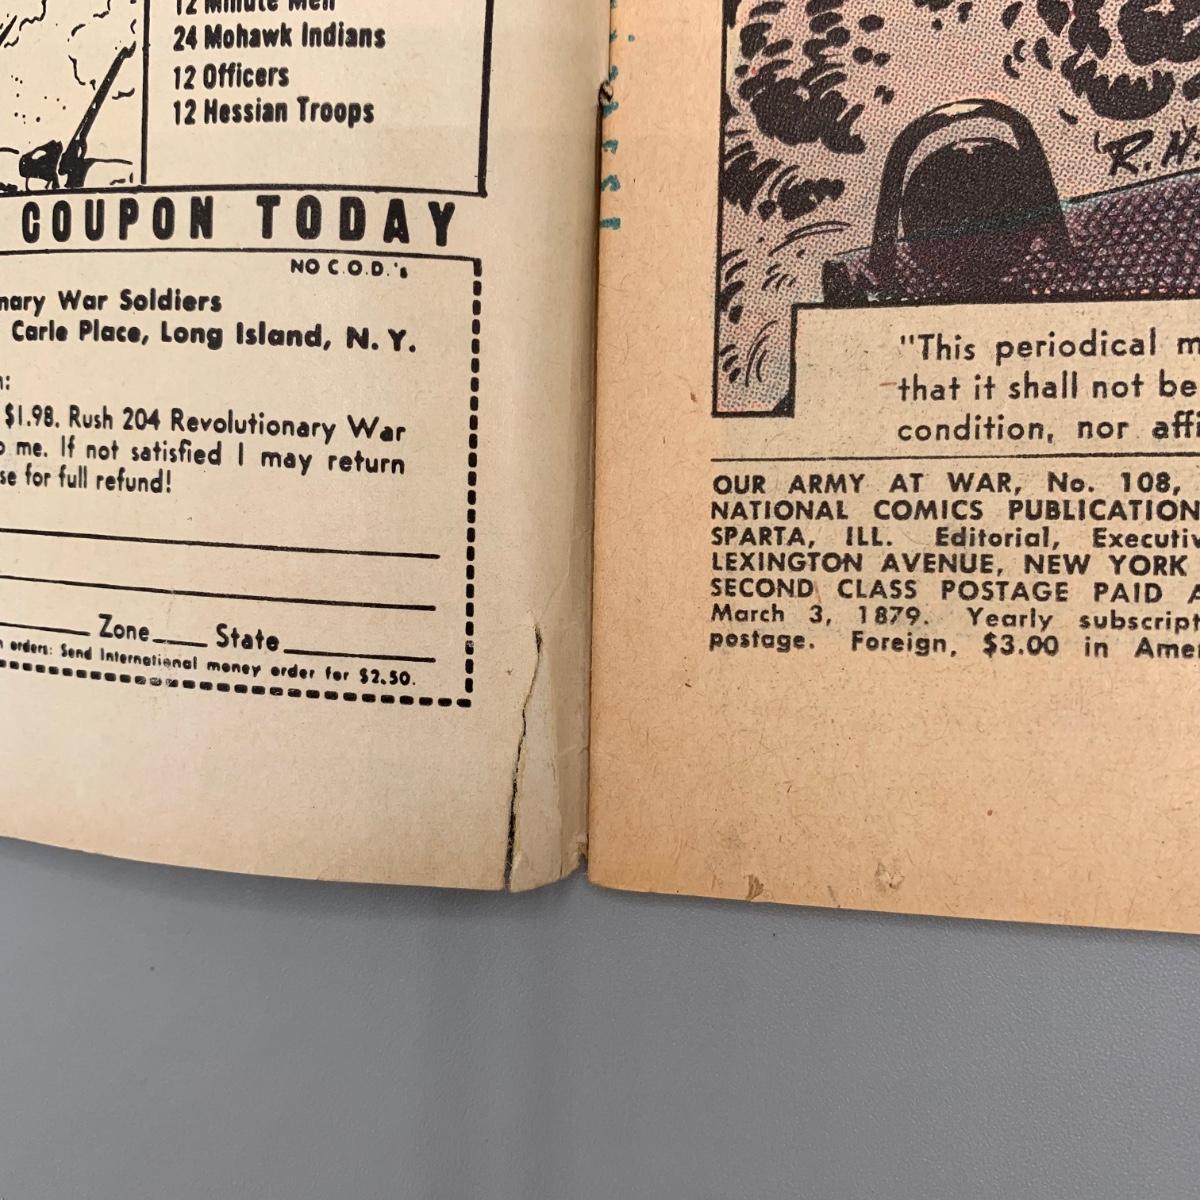 12 Minute Men
24 Mohawk Indians
12 Officers
12 Hessian Troops
COUPON TODAY
NO C.O.D.'s
nary War Soldiers
Carle Place, Long Island, N. Y.
n:
$1.98. Rush 204 Revolutionary War
o me. If not satisfied I may return
se for full refund!
Zone State
n orders: Send International money order for $2.50.
R.H
"This periodical m
that it shall not be
condition, nor affi
OUR ARMY AT WAR, No. 108,
NATIONAL COMICS PUBLICATION
SPARTA, ILL. Editorial, Executiv
LEXINGTON AVENUE, NEW YORK
SECOND CLASS POSTAGE PAID A
March 3, 1879. Yearly subscript
postage. Foreign, $3.00 in Amer